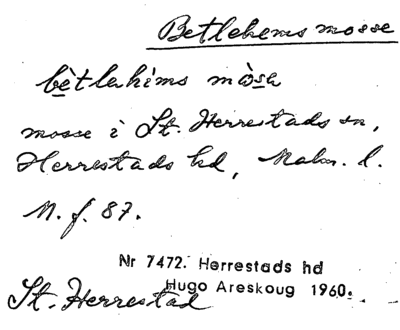 Betlehems mosse
bètlahims mòsa
mosse i St. Herrestads sn,
Herrestads hd, Malm. l.
M. f. 87.
Nr 7472. Herrestads hd
Hugo Areskoug 1960.
St. Herrestad